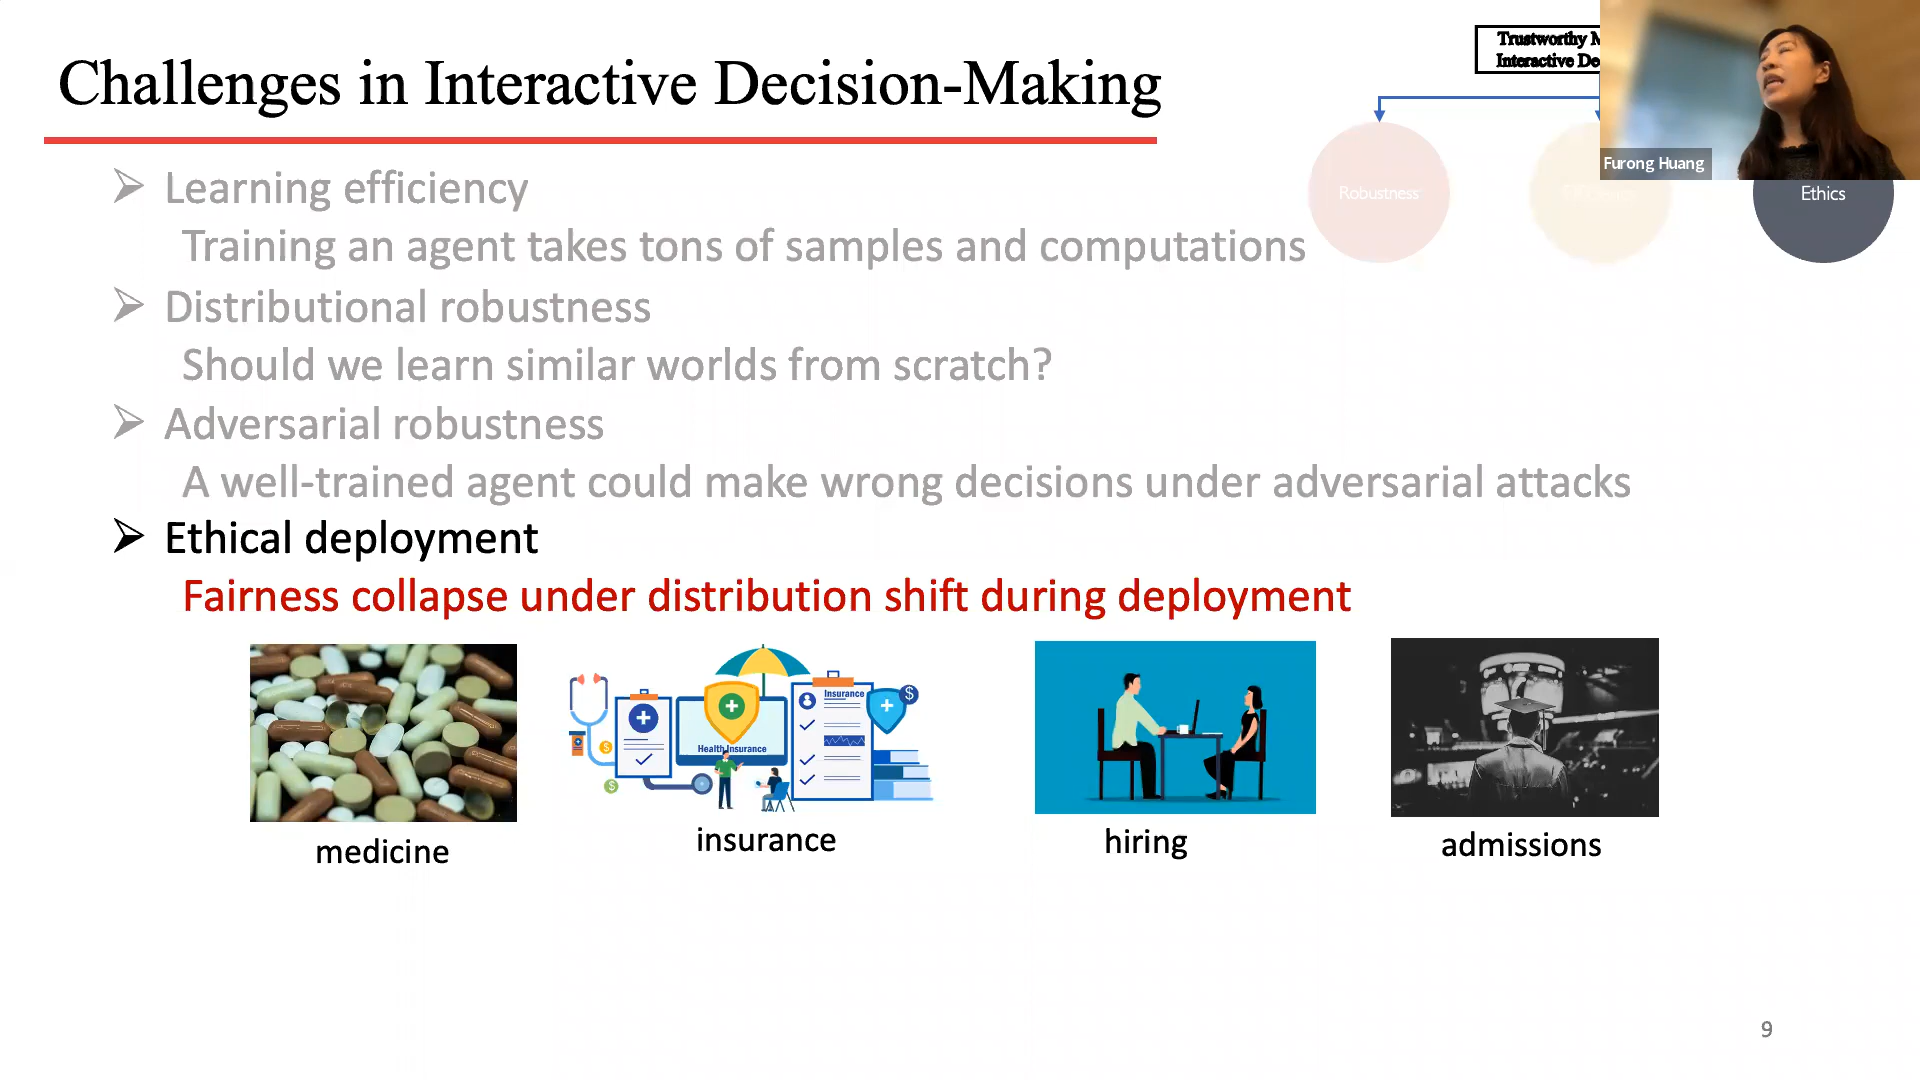 Challenges in Interactive Decision-Making
Trustworthy
Interactive
Furong Huang
Robustness
Ethics
➢ Learning efficiency
Training an agent takes tons of samples and computations
➢ Distributional robustness
Should we learn similar worlds from scratch?
➢ Adversarial robustness
A well-trained agent could make wrong decisions under adversarial attacks
➢ Ethical deployment
Fairness collapse under distribution shift during deployment
Insurance
Health Insurance
medicine
insurance
hiring
admissions
9